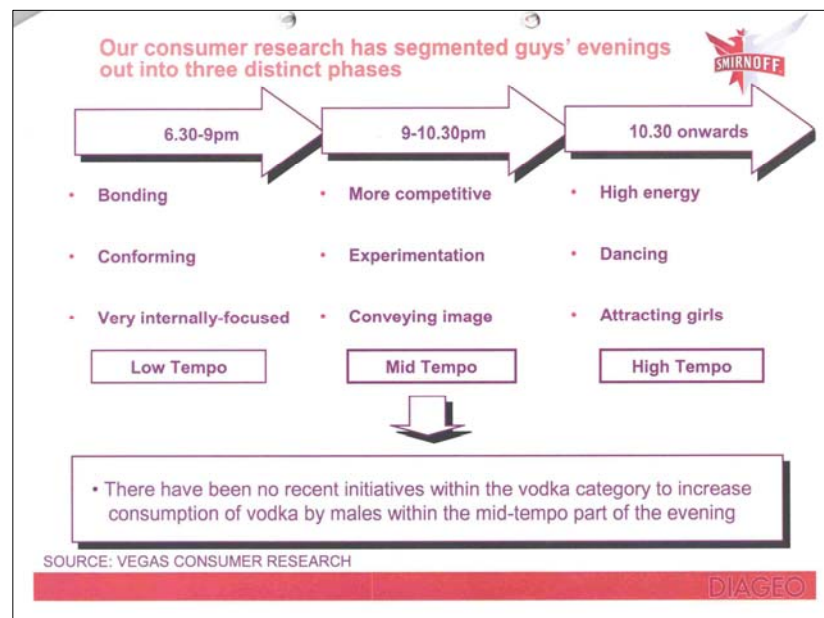 Our consumer research has segmented guys' evenings
out into three distinct phases
SMIRNOFF
6.30-9pm
9-10.30pm
10.30 onwards
• Bonding
• Conforming
• Very internally-focused
Low Tempo
• More competitive
• Experimentation
• Conveying image
Mid Tempo
• High energy
• Dancing
• Attracting girls
High Tempo
• There have been no recent initiatives within the vodka category to increase
consumption of vodka by males within the mid-tempo part of the evening
SOURCE: VEGAS CONSUMER RESEARCH
DIAGEO